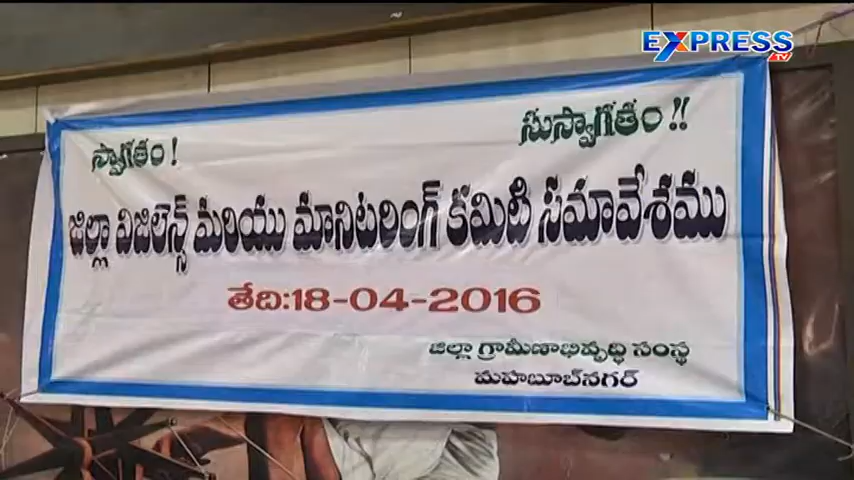 EXPRESS
TV
స్వాగతం !
సుస్వాగతం !!
జిల్లా విజిలెన్స్ మరియు మానిటరింగ్ కమిటి సమావేశము
తేది:18-04-2016
జిల్లా గ్రామీణాభివృద్ధి సంస్థ
మహబూబ్‌నగర్